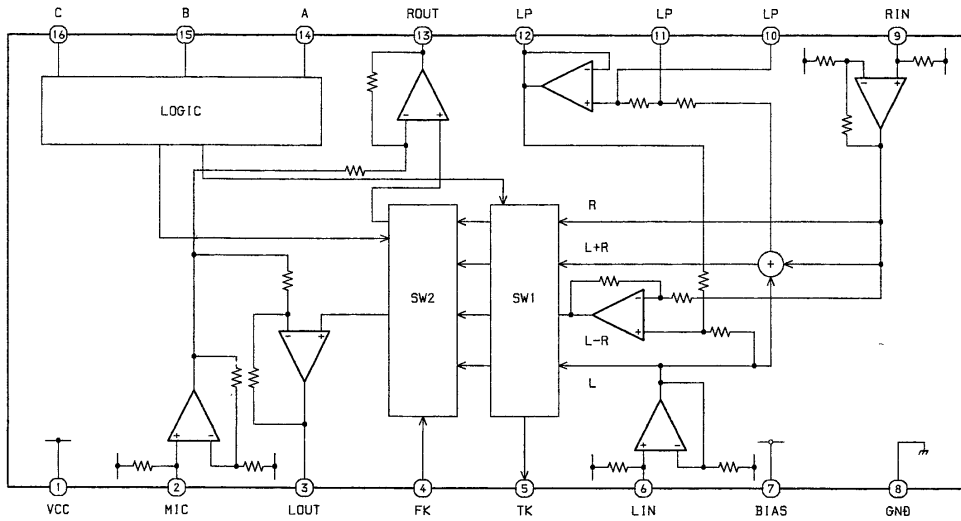 C B A ROUT LP LP LP RIN
16 15 14 13 12 11 10 9
LOGIC
- +
-
+
- +
R
L+R
+
SW2
SW1
-
+
L-R
- +
L
+ -
+ -
1 2 3 4 5 6 7 8
VCC MIC LOUT FK TK LIN BIAS GND